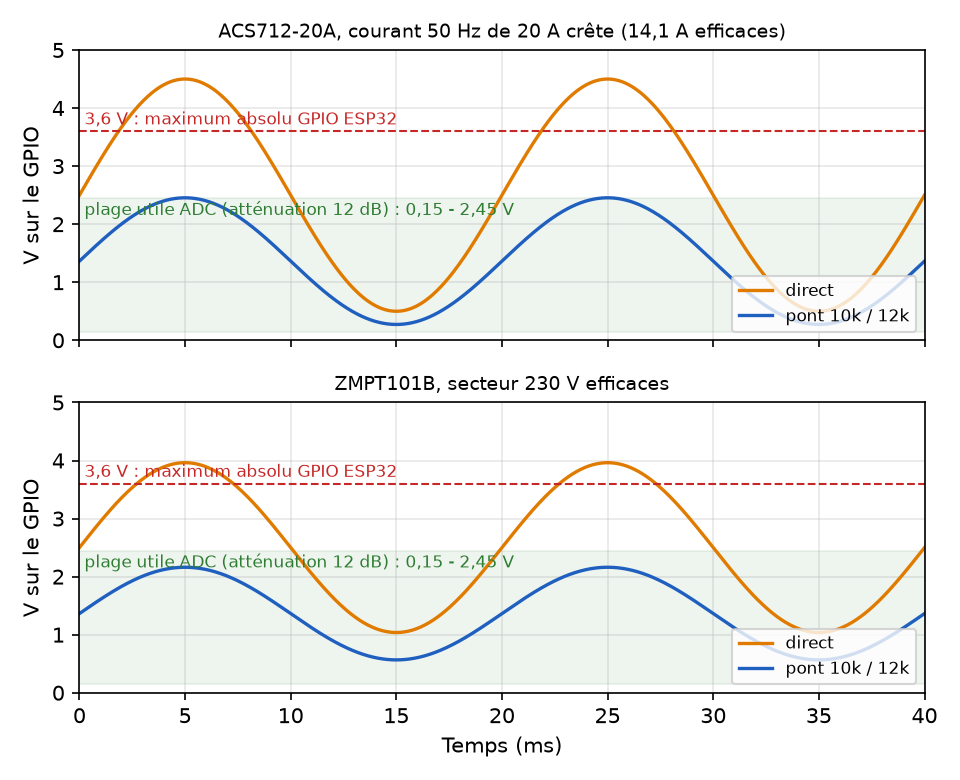 ACS712-20A, courant 50 Hz de 20 A crête (14,1 A efficaces)
5
4
3
2
1
0
V sur le GPIO
3,6 V : maximum absolu GPIO ESP32
plage utile ADC (atténuation 12 dB) : 0,15 - 2,45 V
direct
pont 10k / 12k
ZMPT101B, secteur 230 V efficaces
5
4
3
2
1
0
V sur le GPIO
3,6 V : maximum absolu GPIO ESP32
plage utile ADC (atténuation 12 dB) : 0,15 - 2,45 V
direct
pont 10k / 12k
0 5 10 15 20 25 30 35 40
Temps (ms)